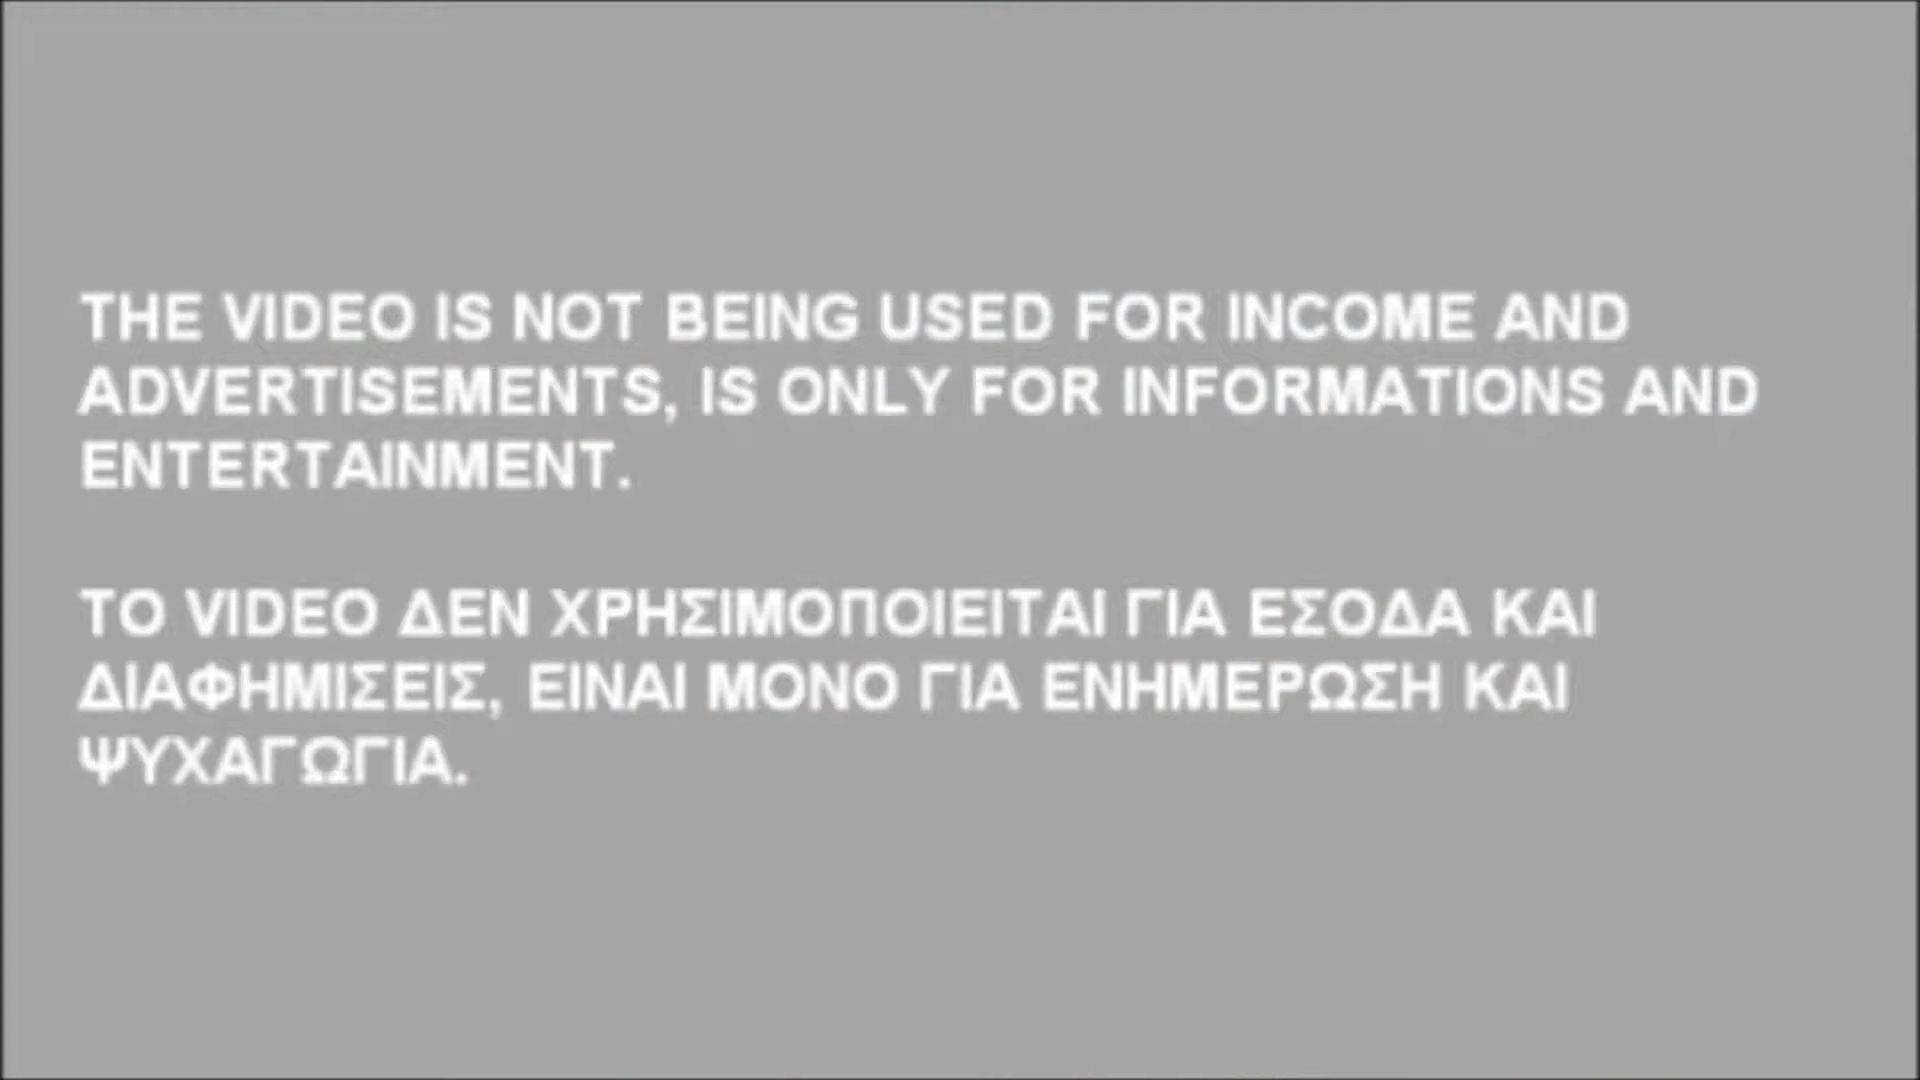 THE VIDEO IS NOT BEING USED FOR INCOME AND
ADVERTISEMENTS, IS ONLY FOR INFORMATIONS AND
ENTERTAINMENT.
ΤΟ VIDEO ΔΕΝ ΧΡΗΣΙΜΟΠΟΙΕΙΤΑΙ ΓΙΑ ΕΣΟΔΑ ΚΑΙ
ΔΙΑΦΗΜΙΣΕΙΣ, ΕΙΝΑΙ ΜΟΝΟ ΓΙΑ ΕΝΗΜΕΡΩΣΗ ΚΑΙ
ΨΥΧΑΓΩΓΙΑ.